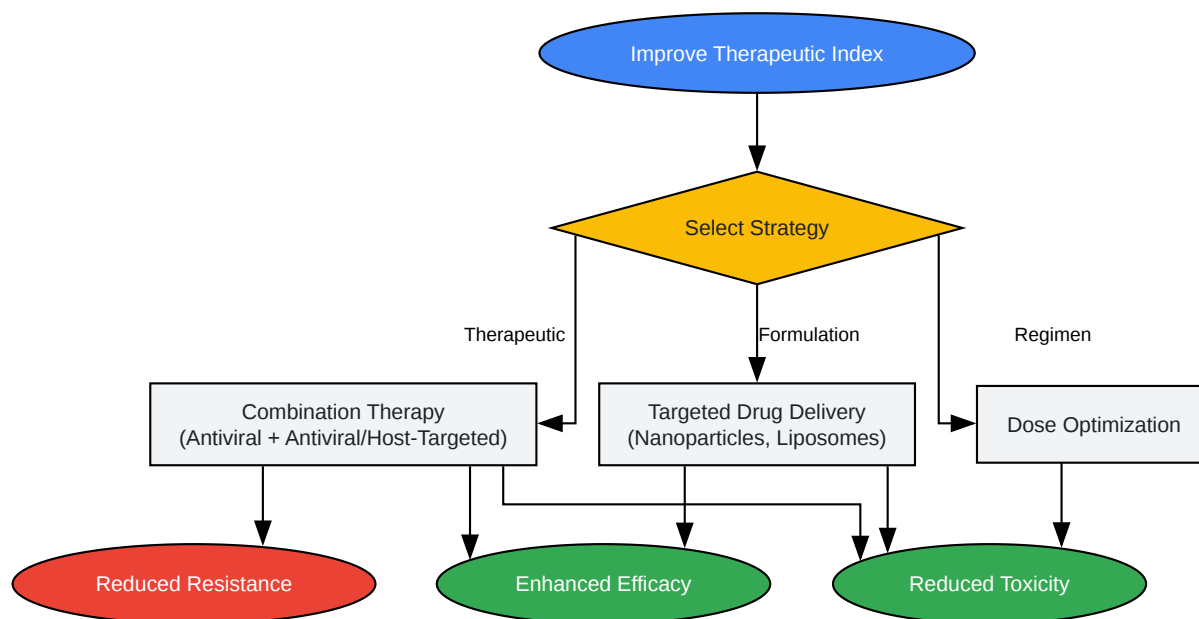 Improve Therapeutic Index
Select Strategy
Therapeutic
Formulation
Regimen
Combination Therapy
(Antiviral + Antiviral/Host-Targeted)
Targeted Drug Delivery
(Nanoparticles, Liposomes)
Dose Optimization
Reduced Resistance
Enhanced Efficacy
Reduced Toxicity